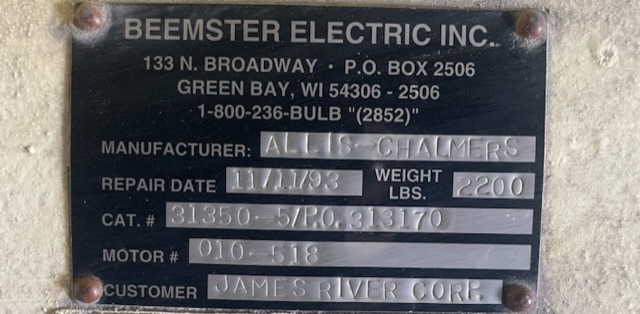 BEEMSTER ELECTRIC INC.
133 N. BROADWAY • P.O. BOX 2506
GREEN BAY, WI 54306 - 2506
1-800-236-BULB "(2852)"
MANUFACTURER: ALLIS-CHALMERS
REPAIR DATE 11/11/93 WEIGHT LBS. 2200
CAT. # 31350-5/P.O. 313170
MOTOR # 010-518
CUSTOMER JAMES RIVER CORP.